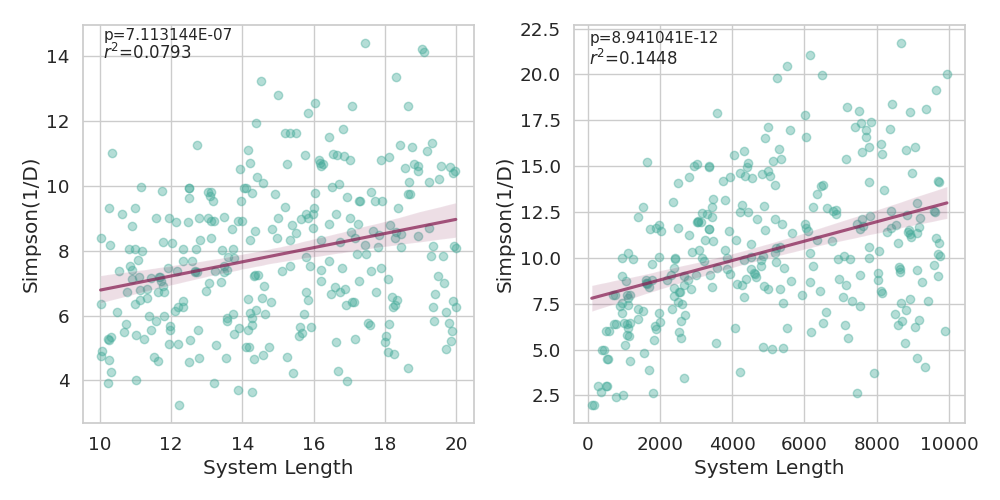 p=7.113144E-07
r²=0.0793
14
12
10
8
6
4
Simpson(1/D)
10 12 14 16 18 20
System Length
p=8.941041E-12
r²=0.1448
22.5
20.0
17.5
15.0
12.5
10.0
7.5
5.0
2.5
Simpson(1/D)
0 2000 4000 6000 8000 10000
System Length